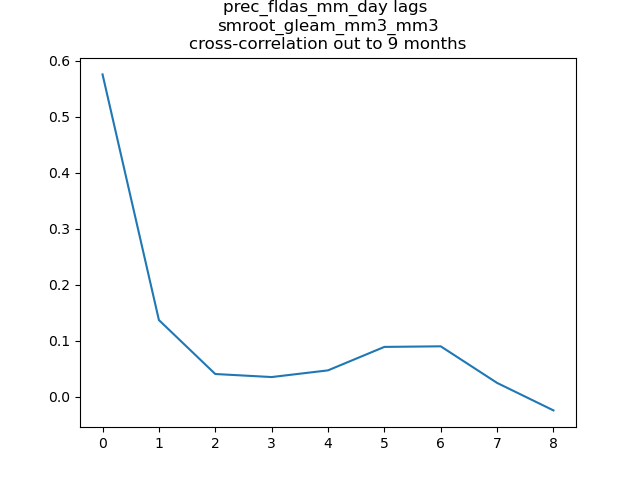 prec_fldas_mm_day lags
smroot_gleam_mm3_mm3
cross-correlation out to 9 months
0.6
0.5
0.4
0.3
0.2
0.1
0.0
0 1 2 3 4 5 6 7 8